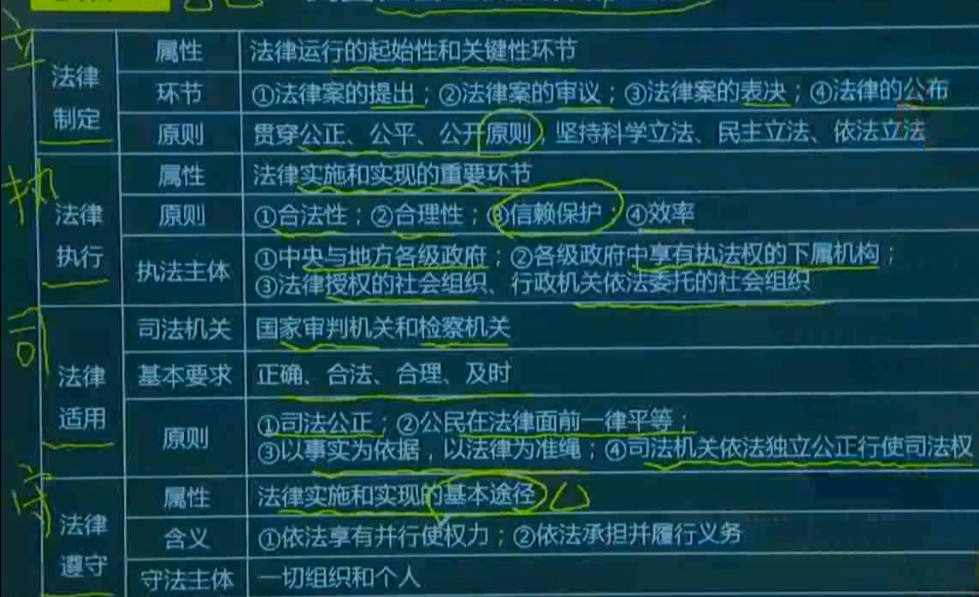 立
法律制定
属性
法律运行的起始性和关键性环节
环节
①法律案的提出；②法律案的审议；③法律案的表决；④法律的公布
原则
贯穿公正、公平、公开原则，坚持科学立法、民主立法、依法立法
执
法律执行
属性
法律实施和实现的重要环节
原则
①合法性；②合理性；③信赖保护；④效率
执法主体
①中央与地方各级政府；②各级政府中享有执法权的下属机构；
③法律授权的社会组织、行政机关依法委托的社会组织
司
法律适用
司法机关
国家审判机关和检察机关
基本要求
正确、合法、合理、及时
原则
①司法公正；②公民在法律面前一律平等；
③以事实为依据，以法律为准绳；④司法机关依法独立公正行使司法权
守
法律遵守
属性
法律实施和实现的基本途径
含义
①依法享有并行使权力；②依法承担并履行义务
守法主体
一切组织和个人